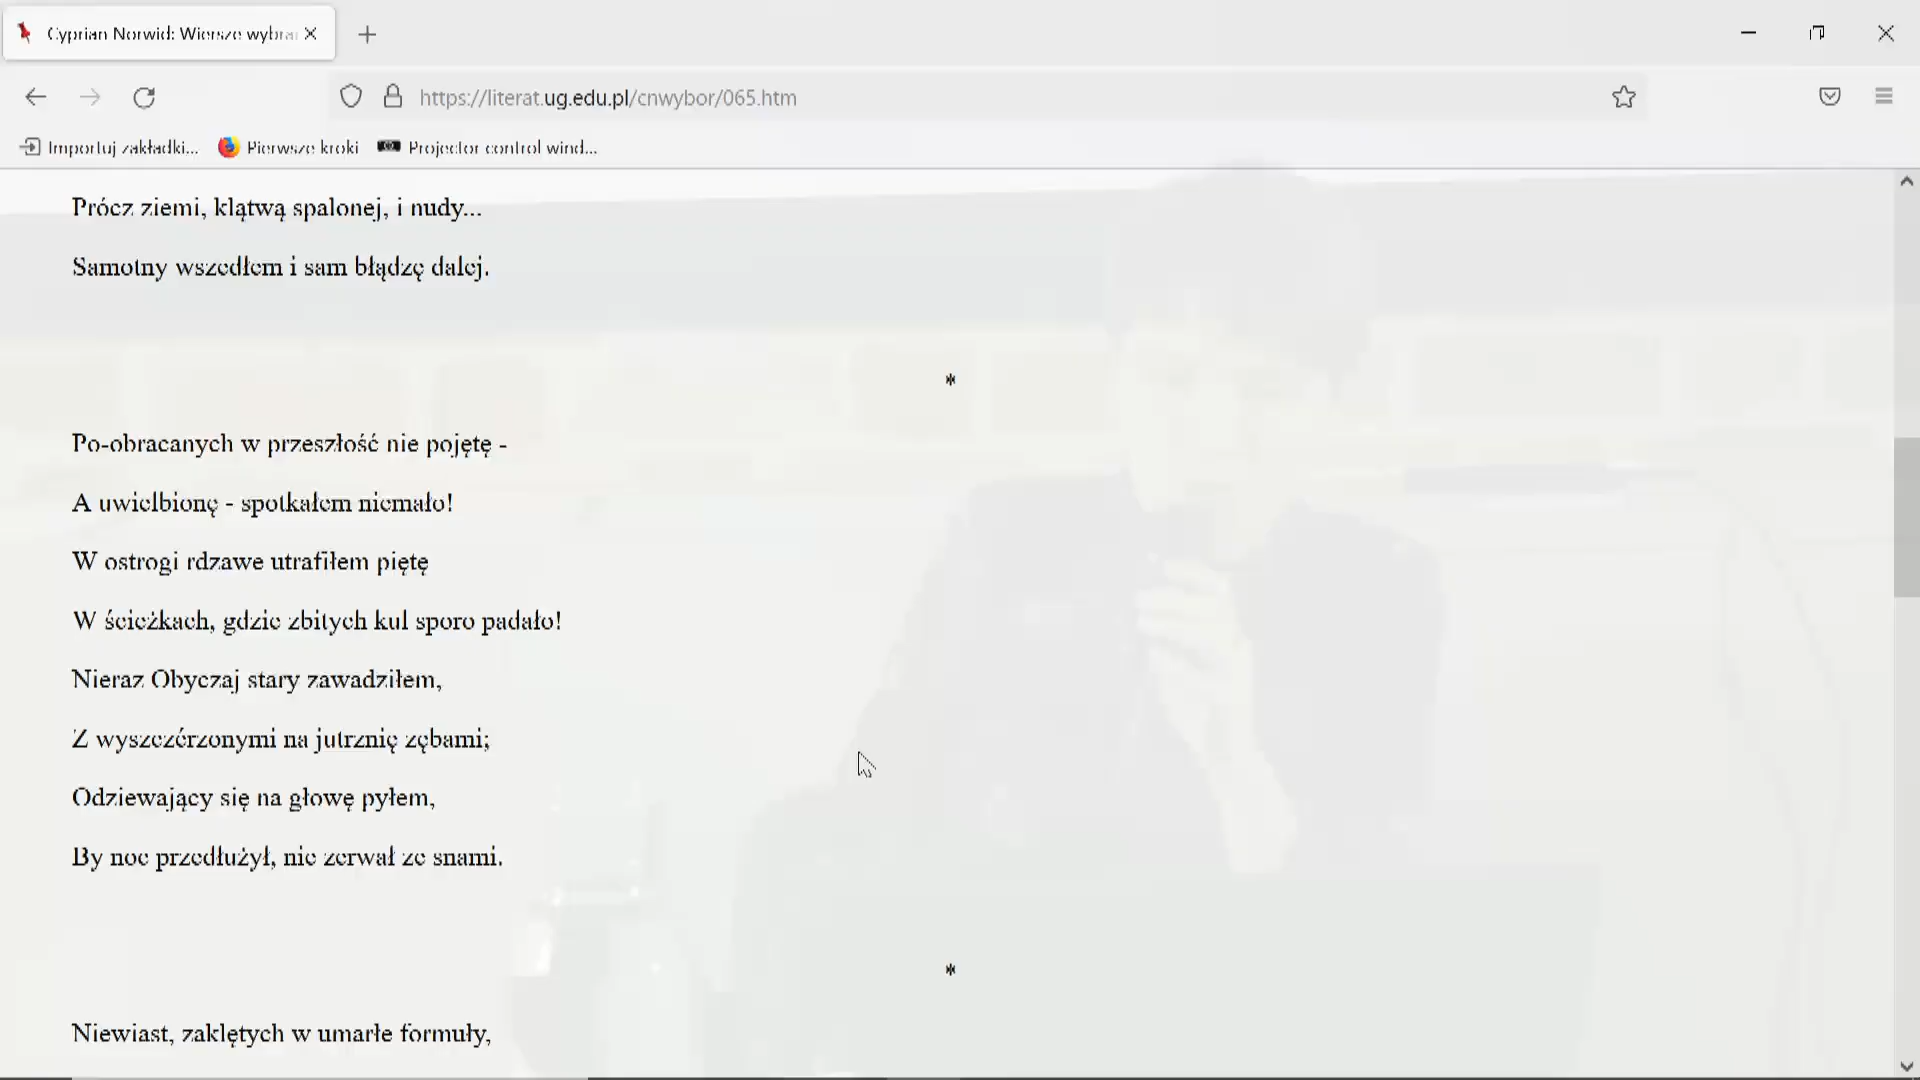 Cyprian Norwid: Wiersze wybra
https://literat.ug.edu.pl/cnwybor/065.htm
Importuj zakładki... Pierwsze kroki Projector control wind...
Prócz ziemi, klątwą spalonej, i nudy...
Samotny wszedłem i sam błądzę dalej.
*
Po-obracanych w przeszłość nie pojętę -
A uwielbionę - spotkałem niemało!
W ostrogi rdzawe utrafiłem piętę
W ścieżkach, gdzie zbitych kul sporo padało!
Nieraz Obyczaj stary zawadziłem,
Z wyszczérzonymi na jutrznię zębami;
Odziewający się na głowę pyłem,
By noc przedłużył, nie zerwał ze snami.
*
Niewiast, zaklętych w umarłe formuły,